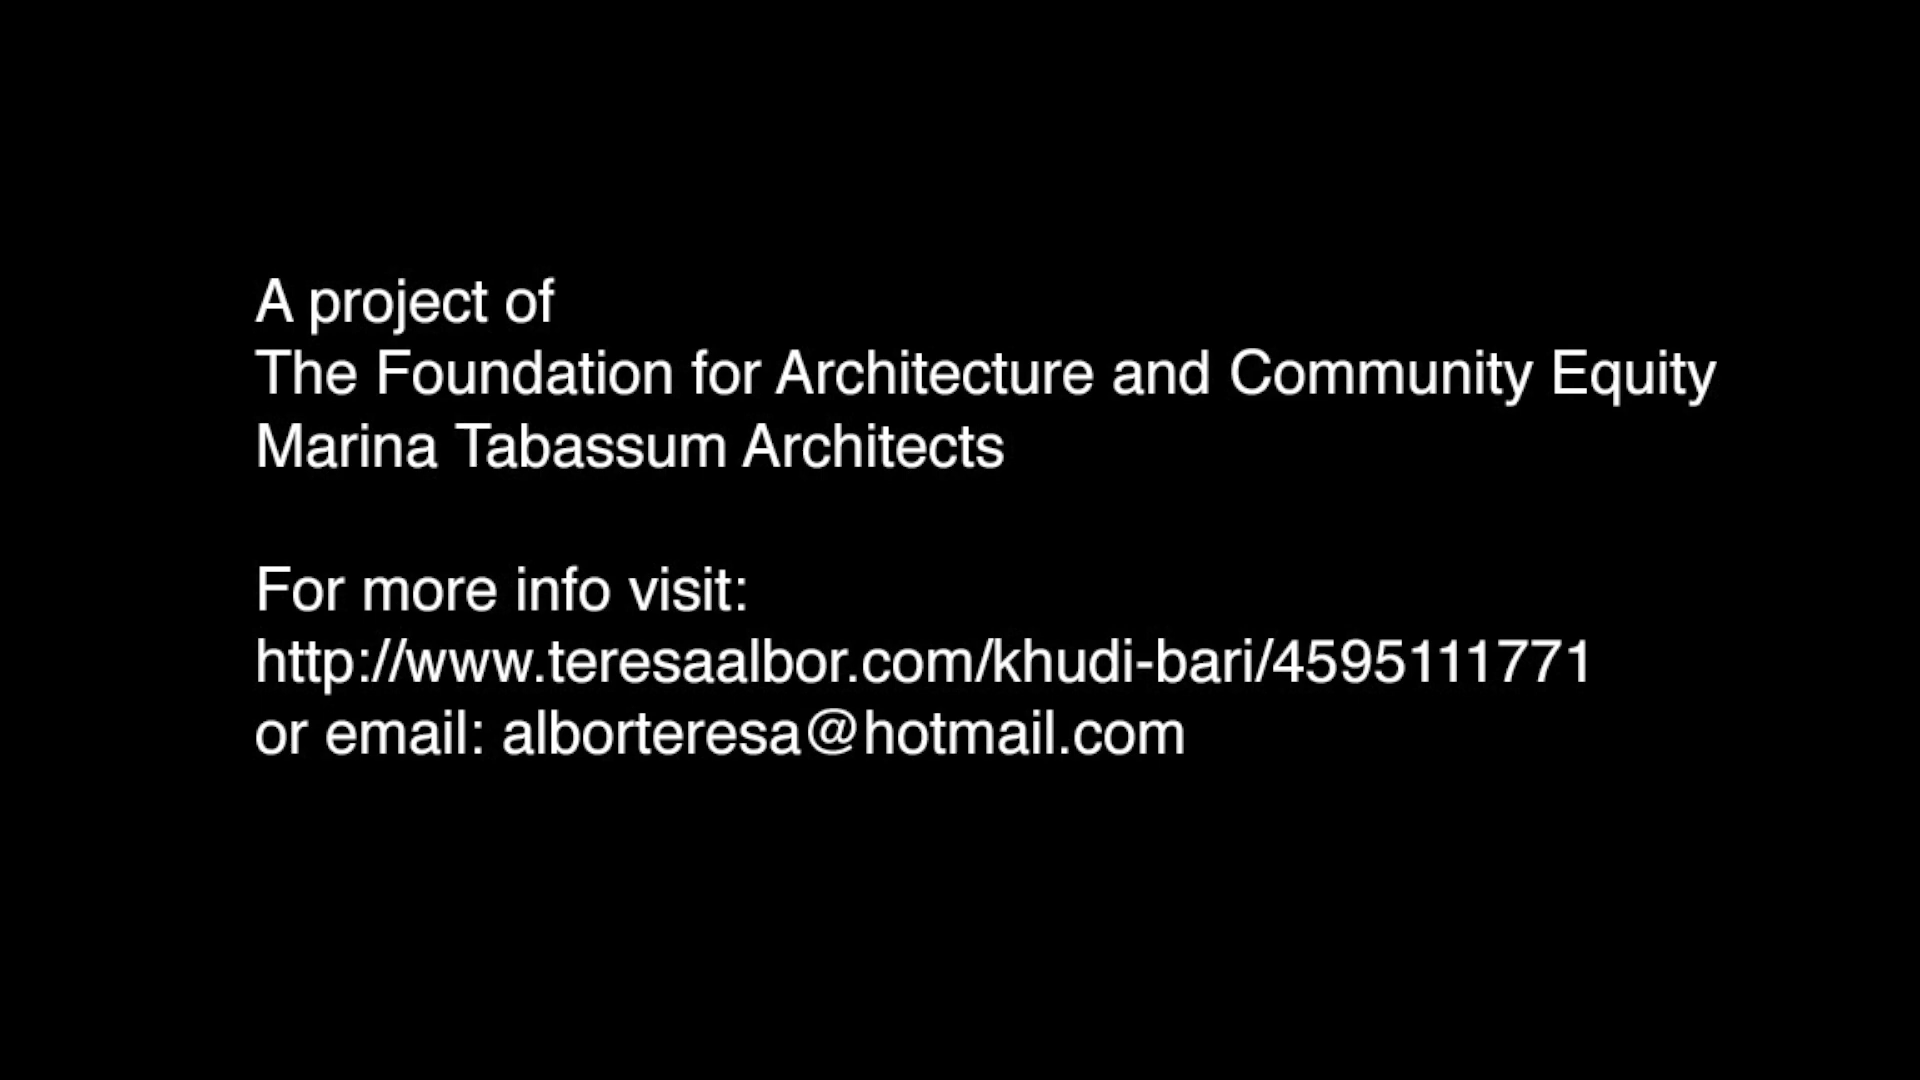 A project of
The Foundation for Architecture and Community Equity
Marina Tabassum Architects
For more info visit:
http://www.teresaalbor.com/khudi-bari/4595111771
or email: alborteresa@hotmail.com